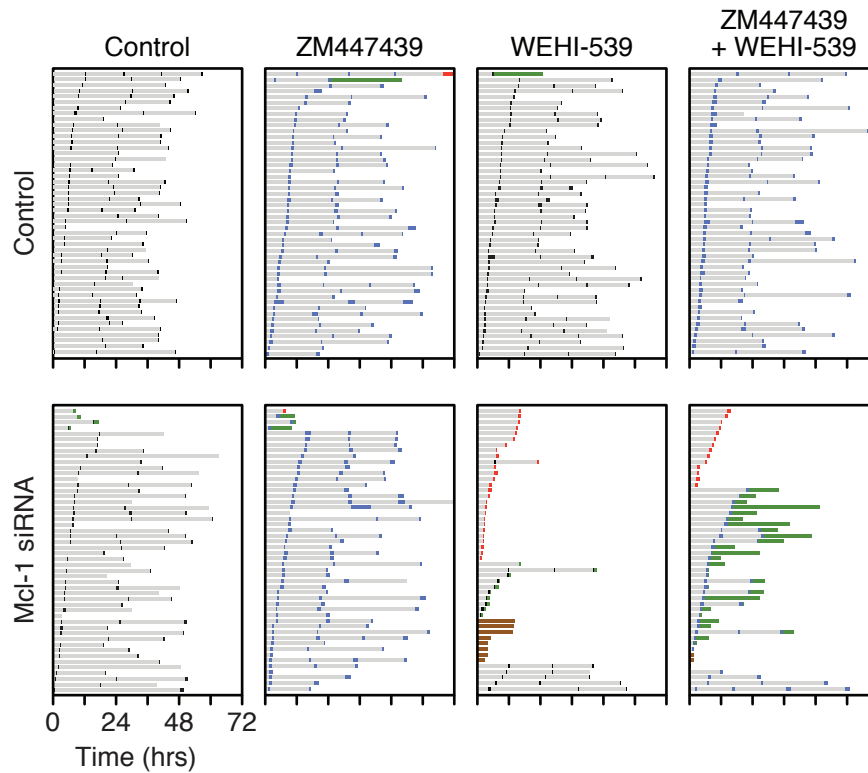 Control
ZM447439
WEHI-539
ZM447439
+ WEHI-539
Control
Mcl-1 siRNA
0 24 48 72
Time (hrs)